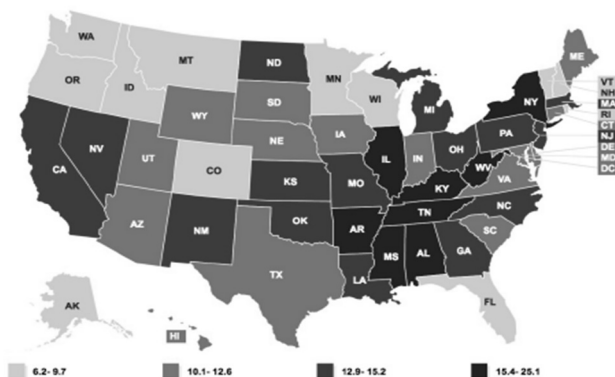 WA
MT
ND
MN
ME
OR
ID
SD
WI
MI
NY
VT
NH
MA
RI
CT
NJ
DE
MD
DC
WY
NE
IA
PA
NV
UT
CO
IL
IN
OH
WV
VA
CA
KS
MO
KY
NC
AZ
NM
OK
AR
TN
SC
TX
LA
MS
AL
GA
AK
HI
FL
6.2- 9.7
10.1- 12.6
12.9- 15.2
15.4- 25.1